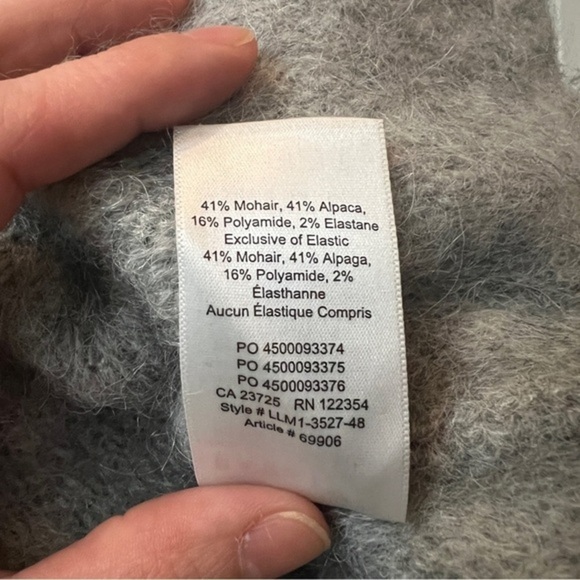 41% Mohair, 41% Alpaca,
16% Polyamide, 2% Elastane
Exclusive of Elastic
41% Mohair, 41% Alpaga,
16% Polyamide, 2%
Élasthanne
Aucun Élastique Compris
PO 4500093374
PO 4500093375
PO 4500093376
CA 23725 RN 122354
Style # LLM1-3527-48
Article # 69906